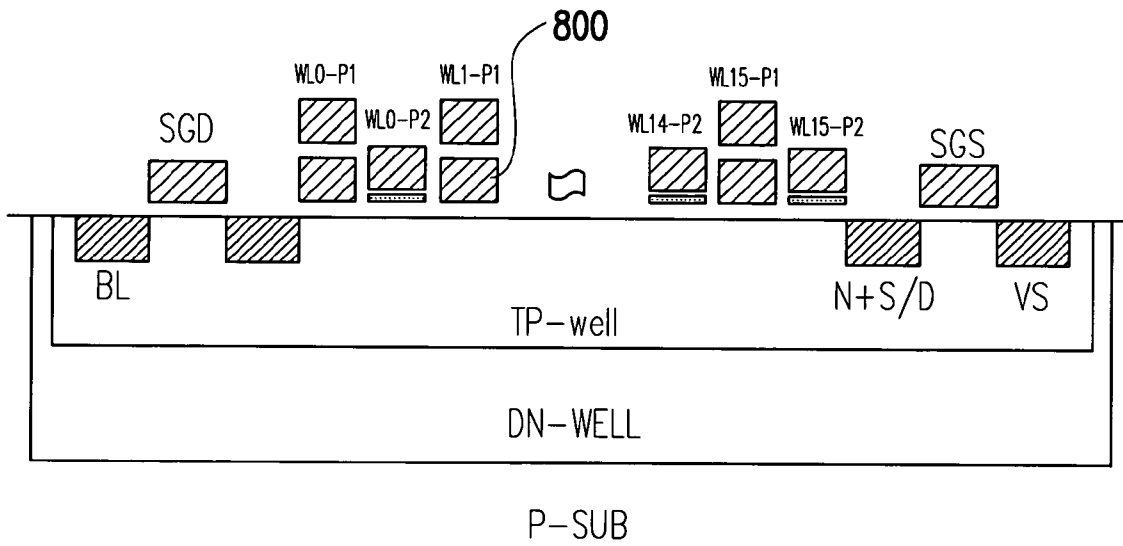 800
WL0-P1 WL1-P1 WL15-P1
SGD WL0-P2 WL14-P2 WL15-P2 SGS
BL N+S/D VS
TP-well
DN-WELL
P-SUB